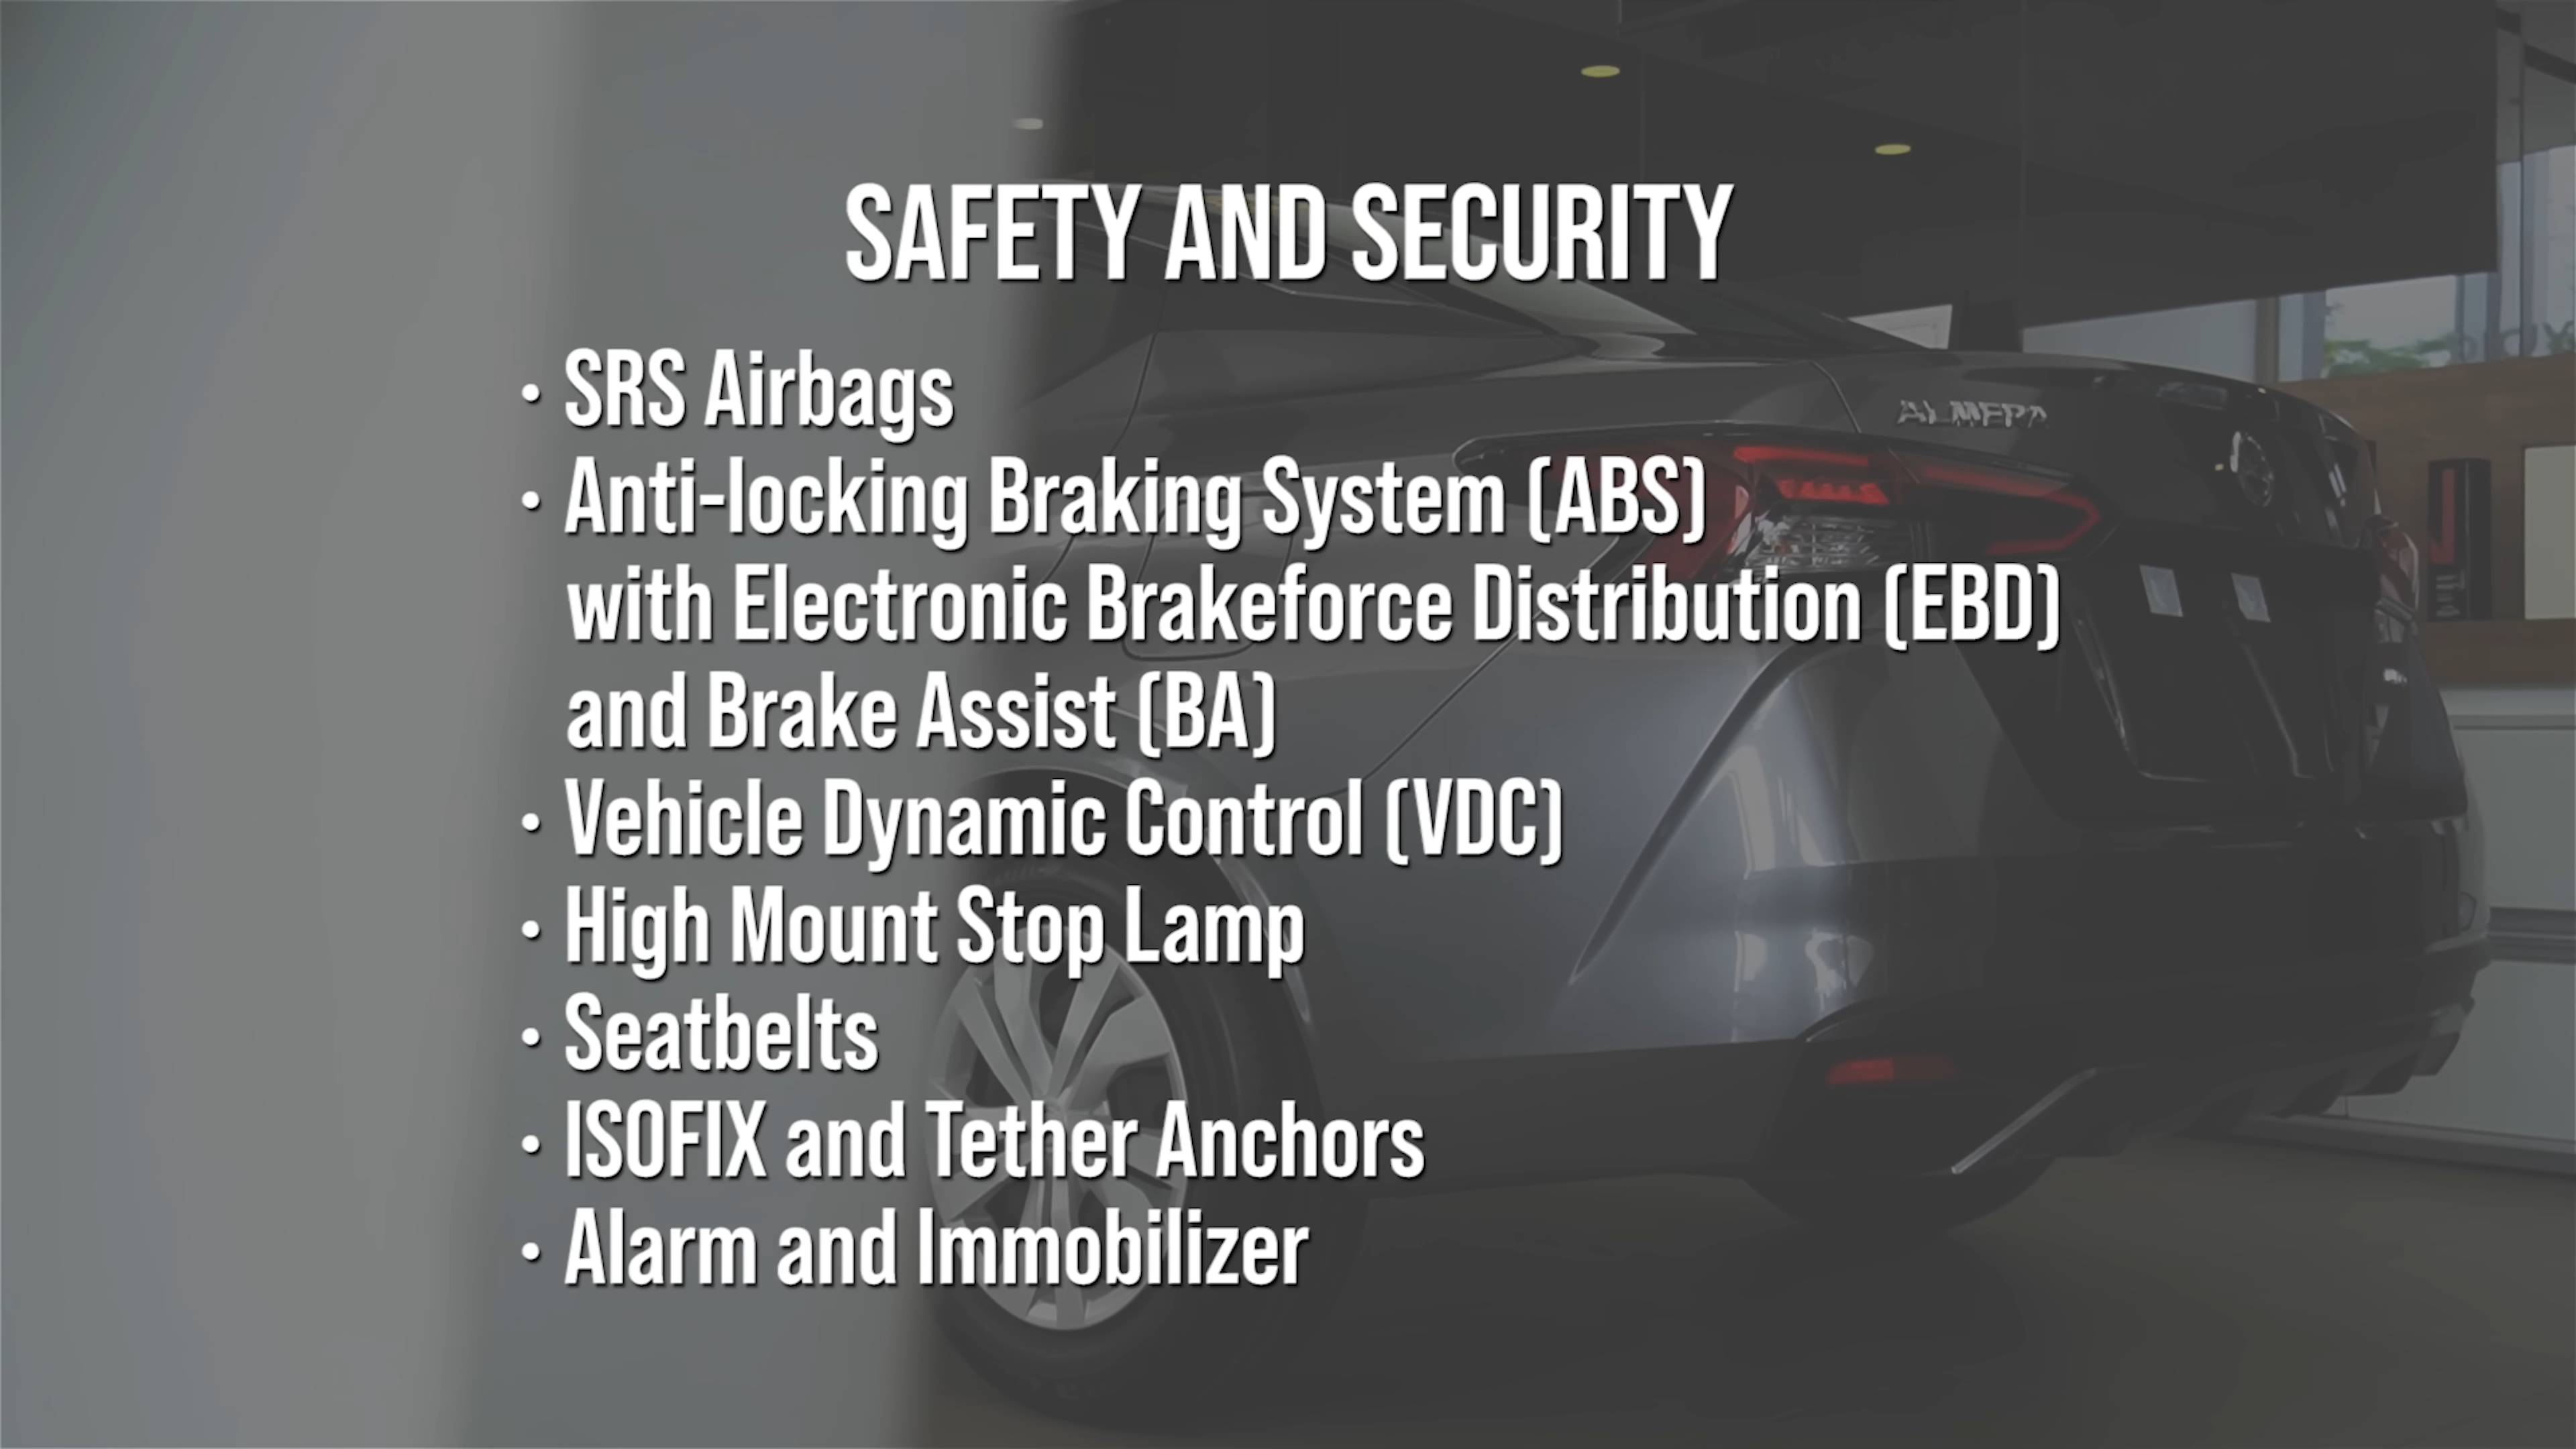 SAFETY AND SECURITY
• SRS Airbags
• Anti-locking Braking System (ABS)
with Electronic Brakeforce Distribution (EBD)
and Brake Assist (BA)
• Vehicle Dynamic Control (VDC)
• High Mount Stop Lamp
• Seatbelts
• ISOFIX and Tether Anchors
• Alarm and Immobilizer
ALMERA